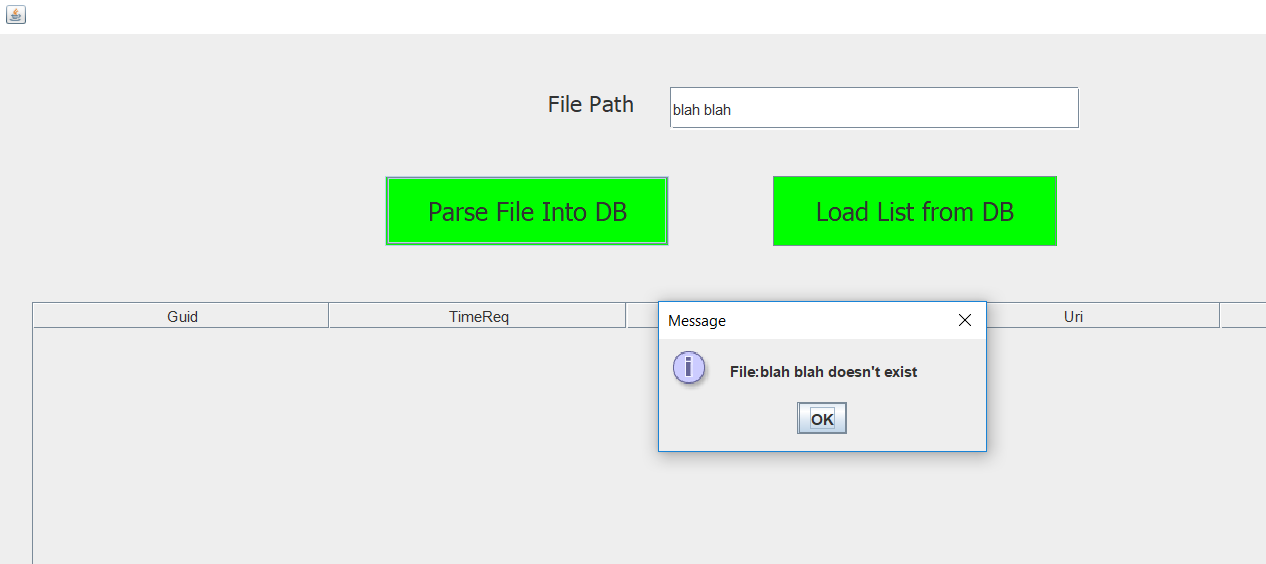 File Path
blah blah
Parse File Into DB
Load List from DB
Guid
TimeReq
Uri
Message
File:blah blah doesn't exist
OK